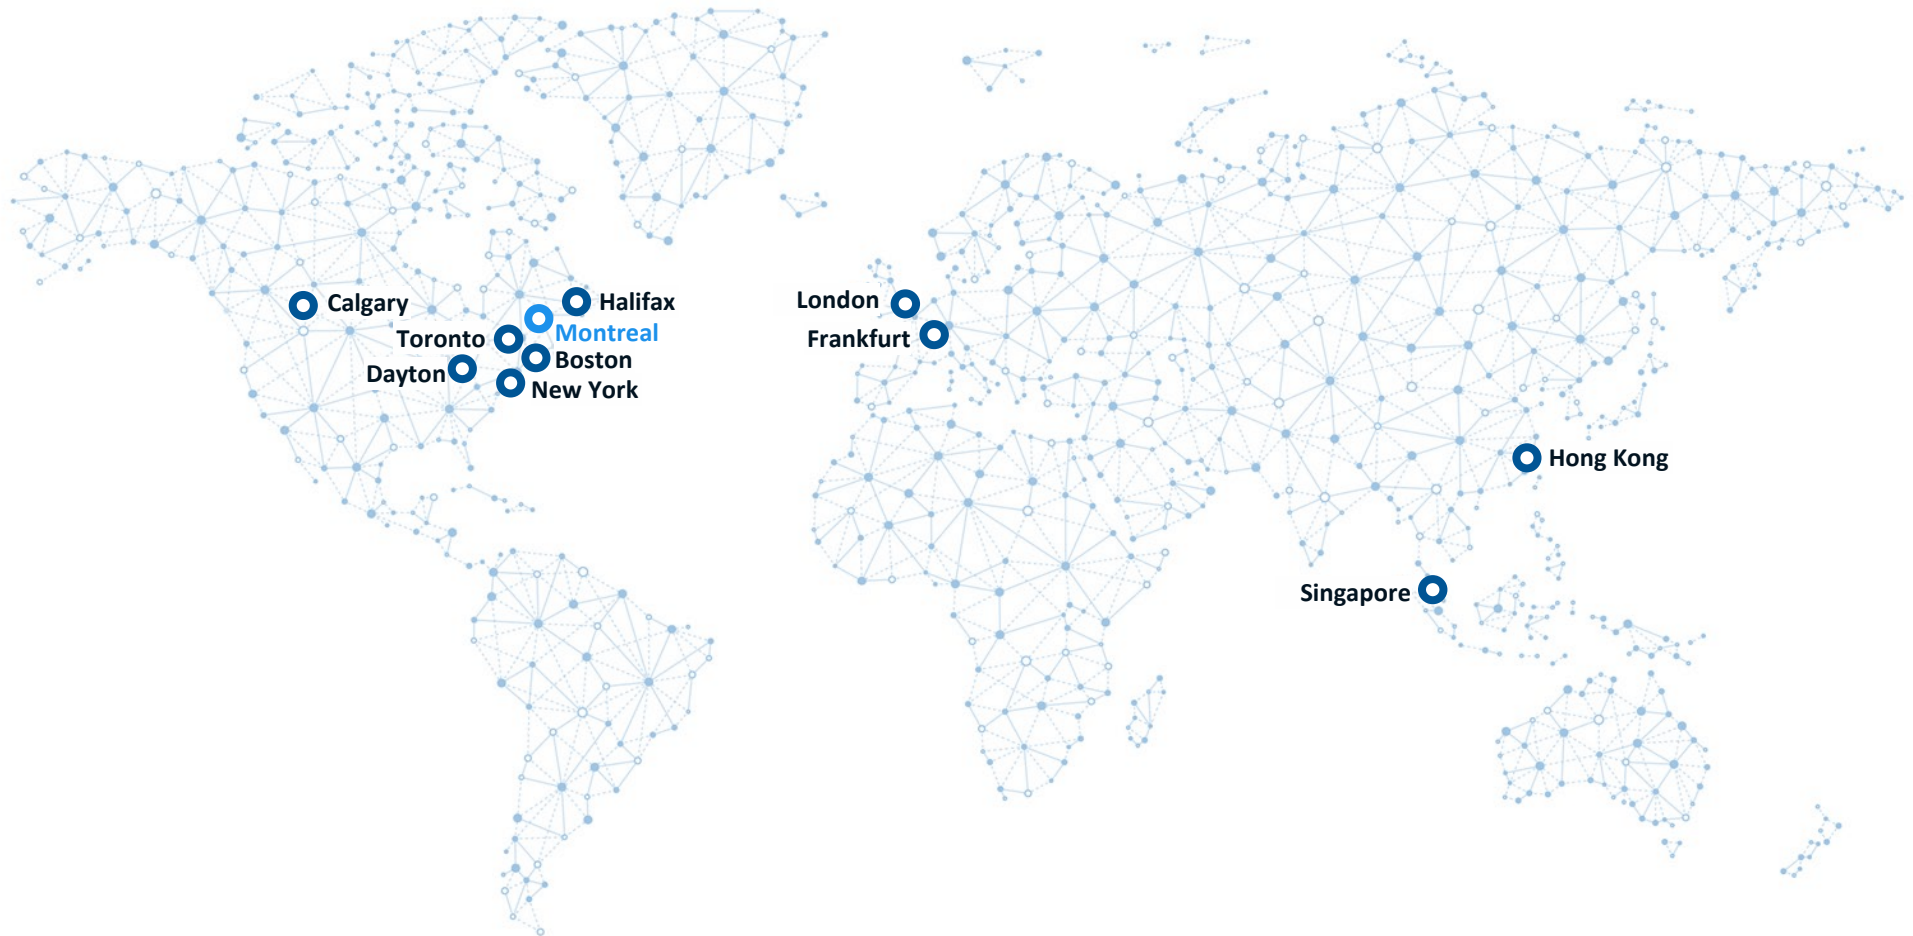 Calgary
Halifax
Montreal
Toronto
Boston
Dayton
New York
London
Frankfurt
Hong Kong
Singapore